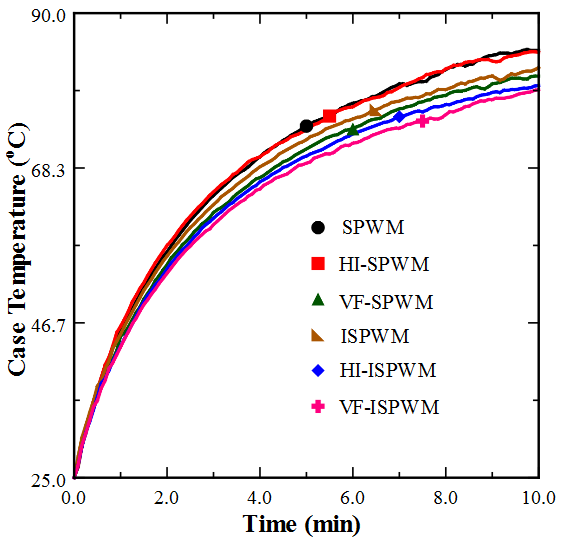 90.0
68.3
46.7
25.0
Case Temperature (ºC)
SPWM
HI-SPWM
VF-SPWM
ISPWM
HI-ISPWM
VF-ISPWM
0.0 2.0 4.0 6.0 8.0 10.0
Time (min)